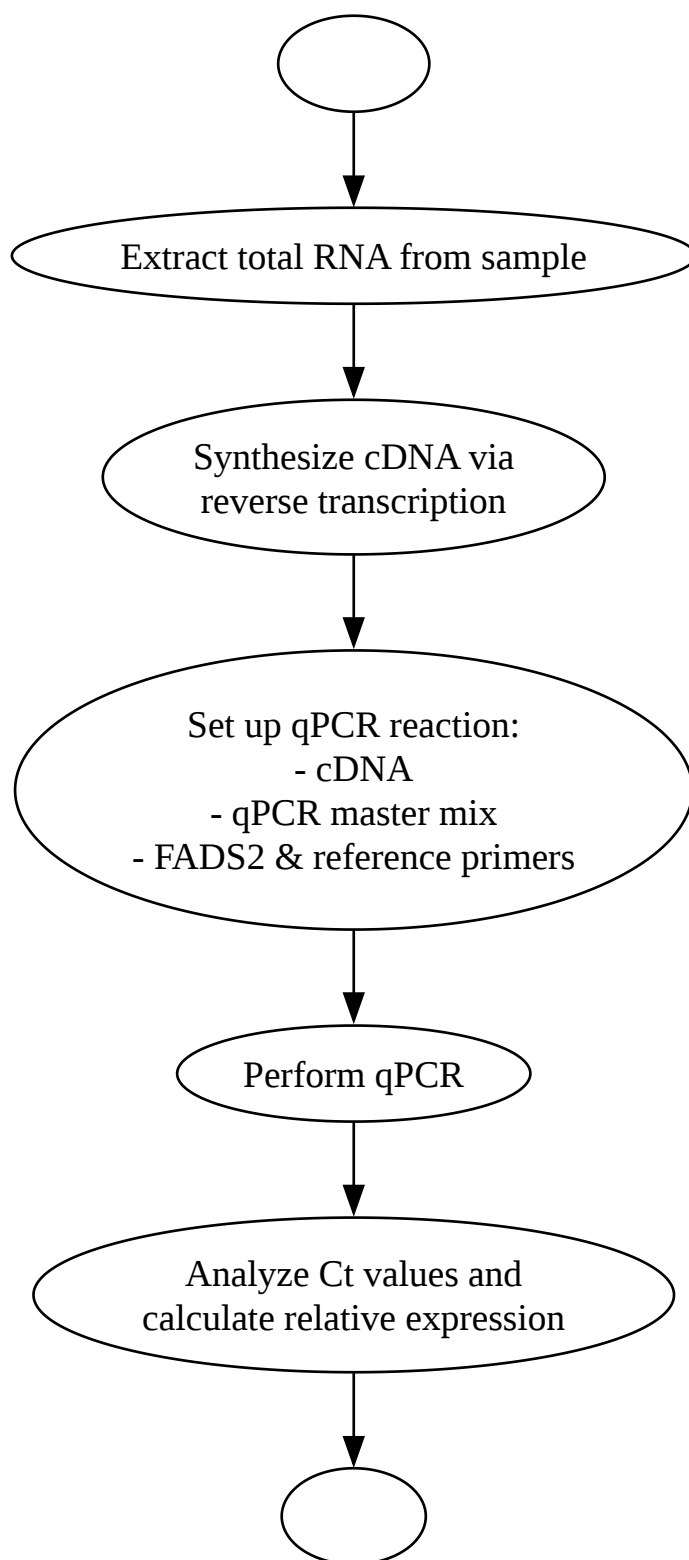 Extract total RNA from sample
Synthesize cDNA via
reverse transcription
Set up qPCR reaction:
- cDNA
- qPCR master mix
- FADS2 & reference primers
Perform qPCR
Analyze Ct values and
calculate relative expression